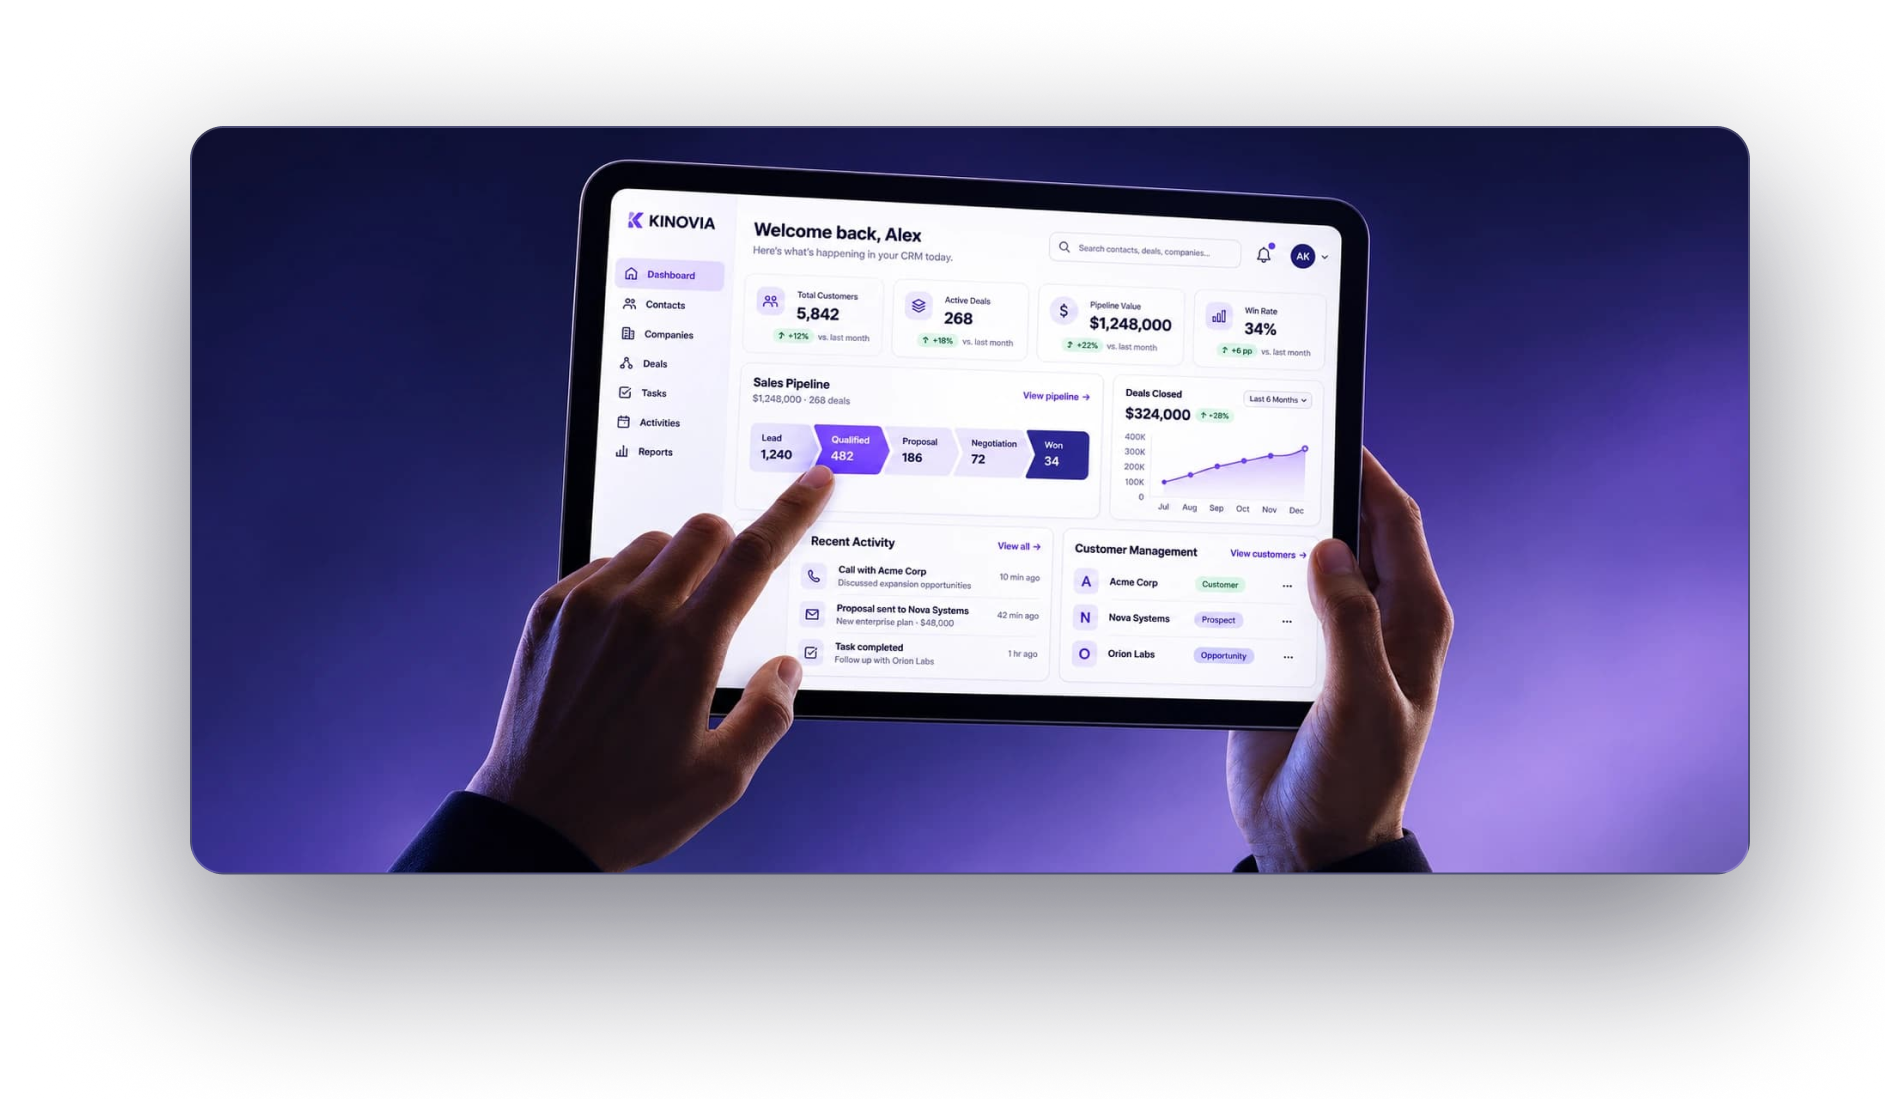 KINOVIA
Dashboard
Contacts
Companies
Deals
Tasks
Activities
Reports
Welcome back, Alex
Here's what's happening in your CRM today.
Search contacts, deals, companies...
AK
Total Customers
5,842
↑ +12% vs. last month
Active Deals
268
↑ +18% vs. last month
$
Pipeline Value
$1,248,000
↑ +22% vs. last month
Win Rate
34%
↑ +6 pp vs. last month
Sales Pipeline
$1,248,000 · 268 deals
View pipeline →
Lead
1,240
Qualified
482
Proposal
186
Negotiation
72
Won
34
Deals Closed
Last 6 Months
$324,000 ↑ +28%
400K
300K
200K
100K
0
Jul Aug Sep Oct Nov Dec
Recent Activity
View all →
Call with Acme Corp
Discussed expansion opportunities
10 min ago
Proposal sent to Nova Systems
New enterprise plan · $48,000
42 min ago
Task completed
Follow up with Orion Labs
1 hr ago
Customer Management
View customers →
A Acme Corp Customer ...
N Nova Systems Prospect ...
O Orion Labs Opportunity ...